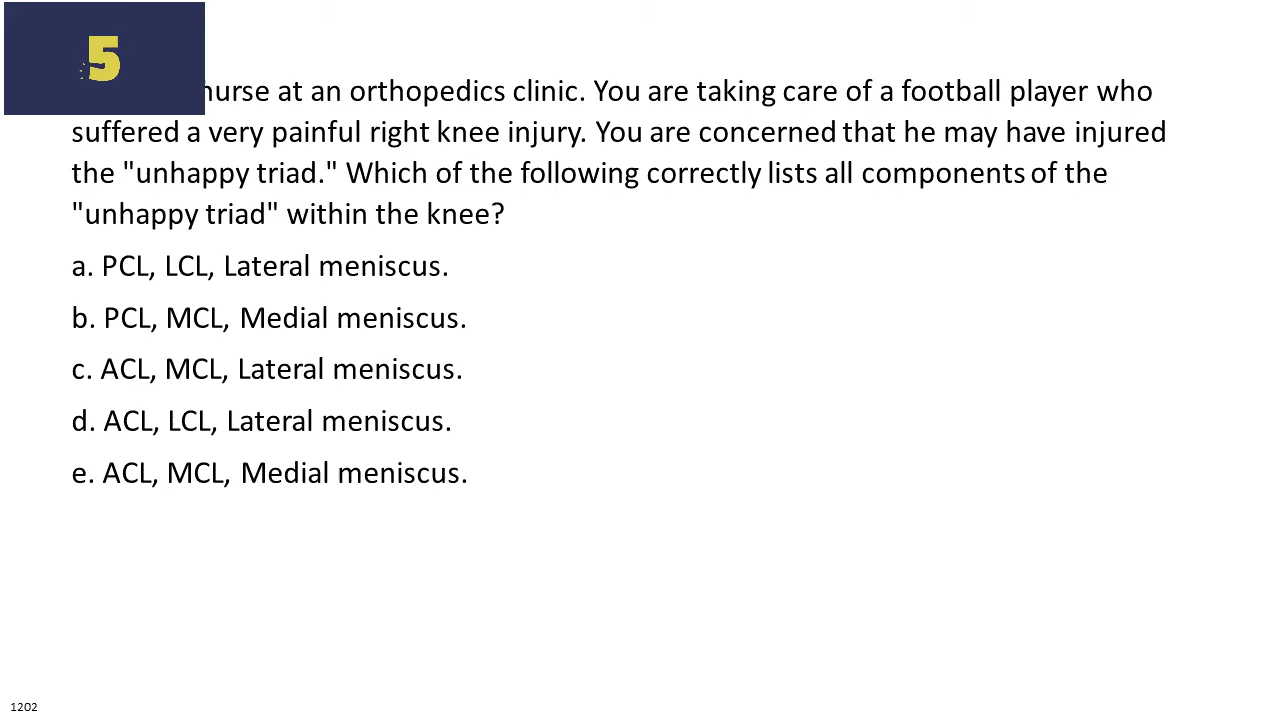 5
nurse at an orthopedics clinic. You are taking care of a football player who
suffered a very painful right knee injury. You are concerned that he may have injured
the "unhappy triad." Which of the following correctly lists all components of the
"unhappy triad" within the knee?
a. PCL, LCL, Lateral meniscus.
b. PCL, MCL, Medial meniscus.
c. ACL, MCL, Lateral meniscus.
d. ACL, LCL, Lateral meniscus.
e. ACL, MCL, Medial meniscus.
1202